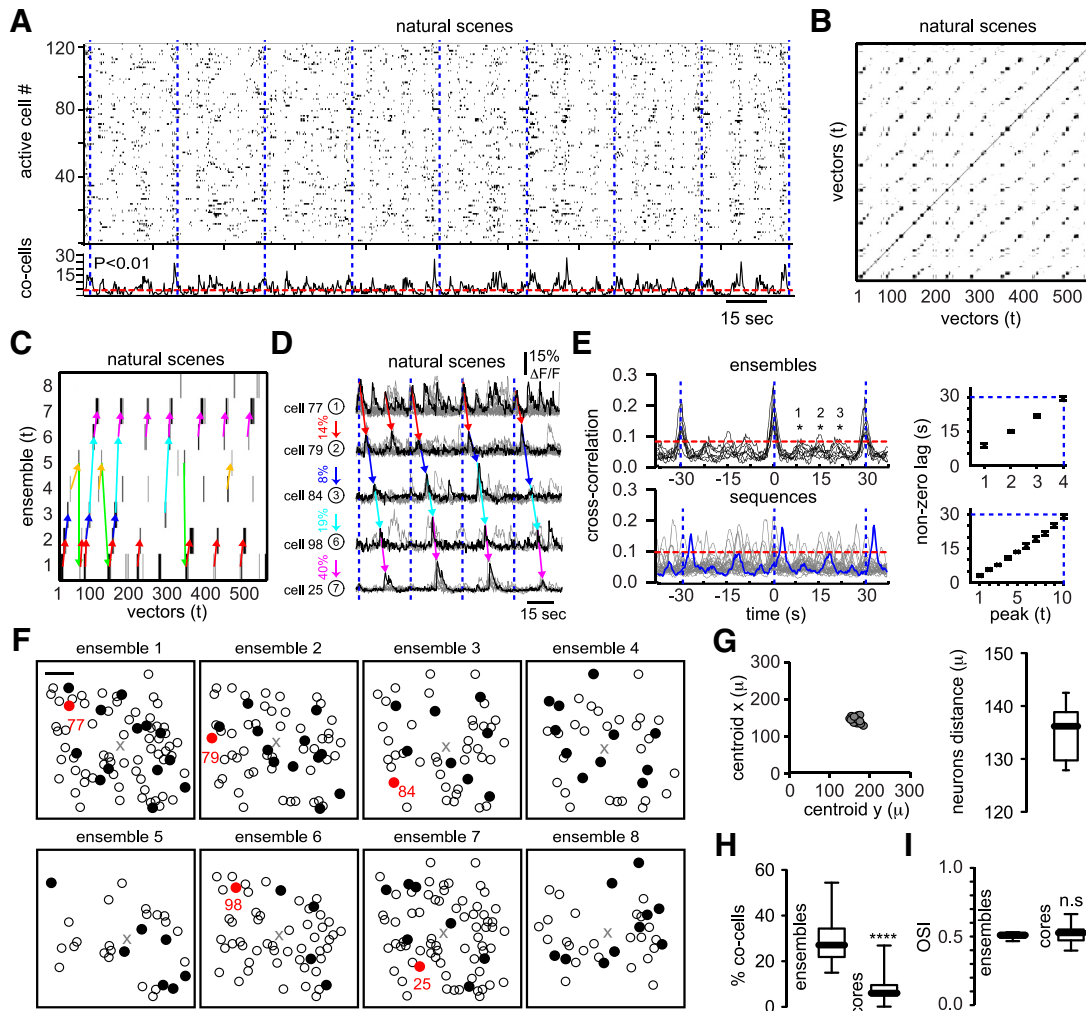 A
natural scenes
120
80
40
active cell #
30
15
co-cells
P<0.01
15 sec
B
natural scenes
vectors (t)
1 100 200 300 400 500
vectors (t)
C
natural scenes
8
7
6
5
4
3
2
1
ensemble (t)
1 100 200 300 400 500
vectors (t)
D
natural scenes
15%
ΔF/F
cell 77 1
14%
cell 79 2
8%
cell 84 3
19%
cell 98 6
40%
cell 25 7
15 sec
E
ensembles
0.3
0.2
0.1
0.0
1 2 3
* * *
cross-correlation
sequences
0.3
0.2
0.1
0.0
-30 -15 0 15 30
time (s)
30
15
0
1 2 3 4
non-zero lag (s)
30
15
0
1 5 10
peak (t)
F
ensemble 1
77
ensemble 2
79
ensemble 3
84
ensemble 4
ensemble 5
ensemble 6
98
ensemble 7
25
ensemble 8
X X X X
X X X X
G
300
200
100
0
centroid x (μ)
0 100 200 300
centroid y (μ)
150
140
130
120
neurons distance (μ)
H
60
40
20
0
% co-cells
ensembles
****
cores
I
1.0
0.5
0.0
OSI
ensembles
n.s
cores